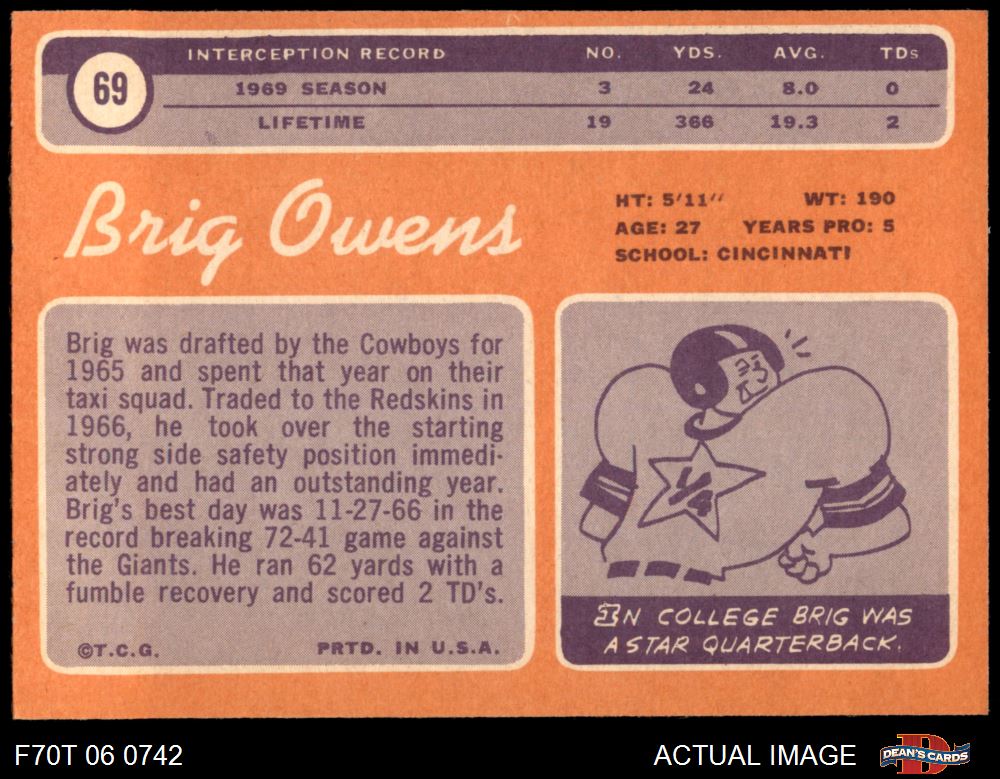 69
INTERCEPTION RECORD NO. YDS. AVG. TDs
1969 SEASON 3 24 8.0 0
LIFETIME 19 366 19.3 2
Brig Owens
HT: 5'11" WT: 190
AGE: 27 YEARS PRO: 5
SCHOOL: CINCINNATI
Brig was drafted by the Cowboys for
1965 and spent that year on their
taxi squad. Traded to the Redskins in
1966, he took over the starting
strong side safety position immedi-
ately and had an outstanding year.
Brig's best day was 11-27-66 in the
record breaking 72-41 game against
the Giants. He ran 62 yards with a
fumble recovery and scored 2 TD's.
©T.C.G. PRTD. IN U.S.A.
1/4
IN COLLEGE BRIG WAS
A STAR QUARTERBACK.
F70T 06 0742 ACTUAL IMAGE DEAN'S CARDS